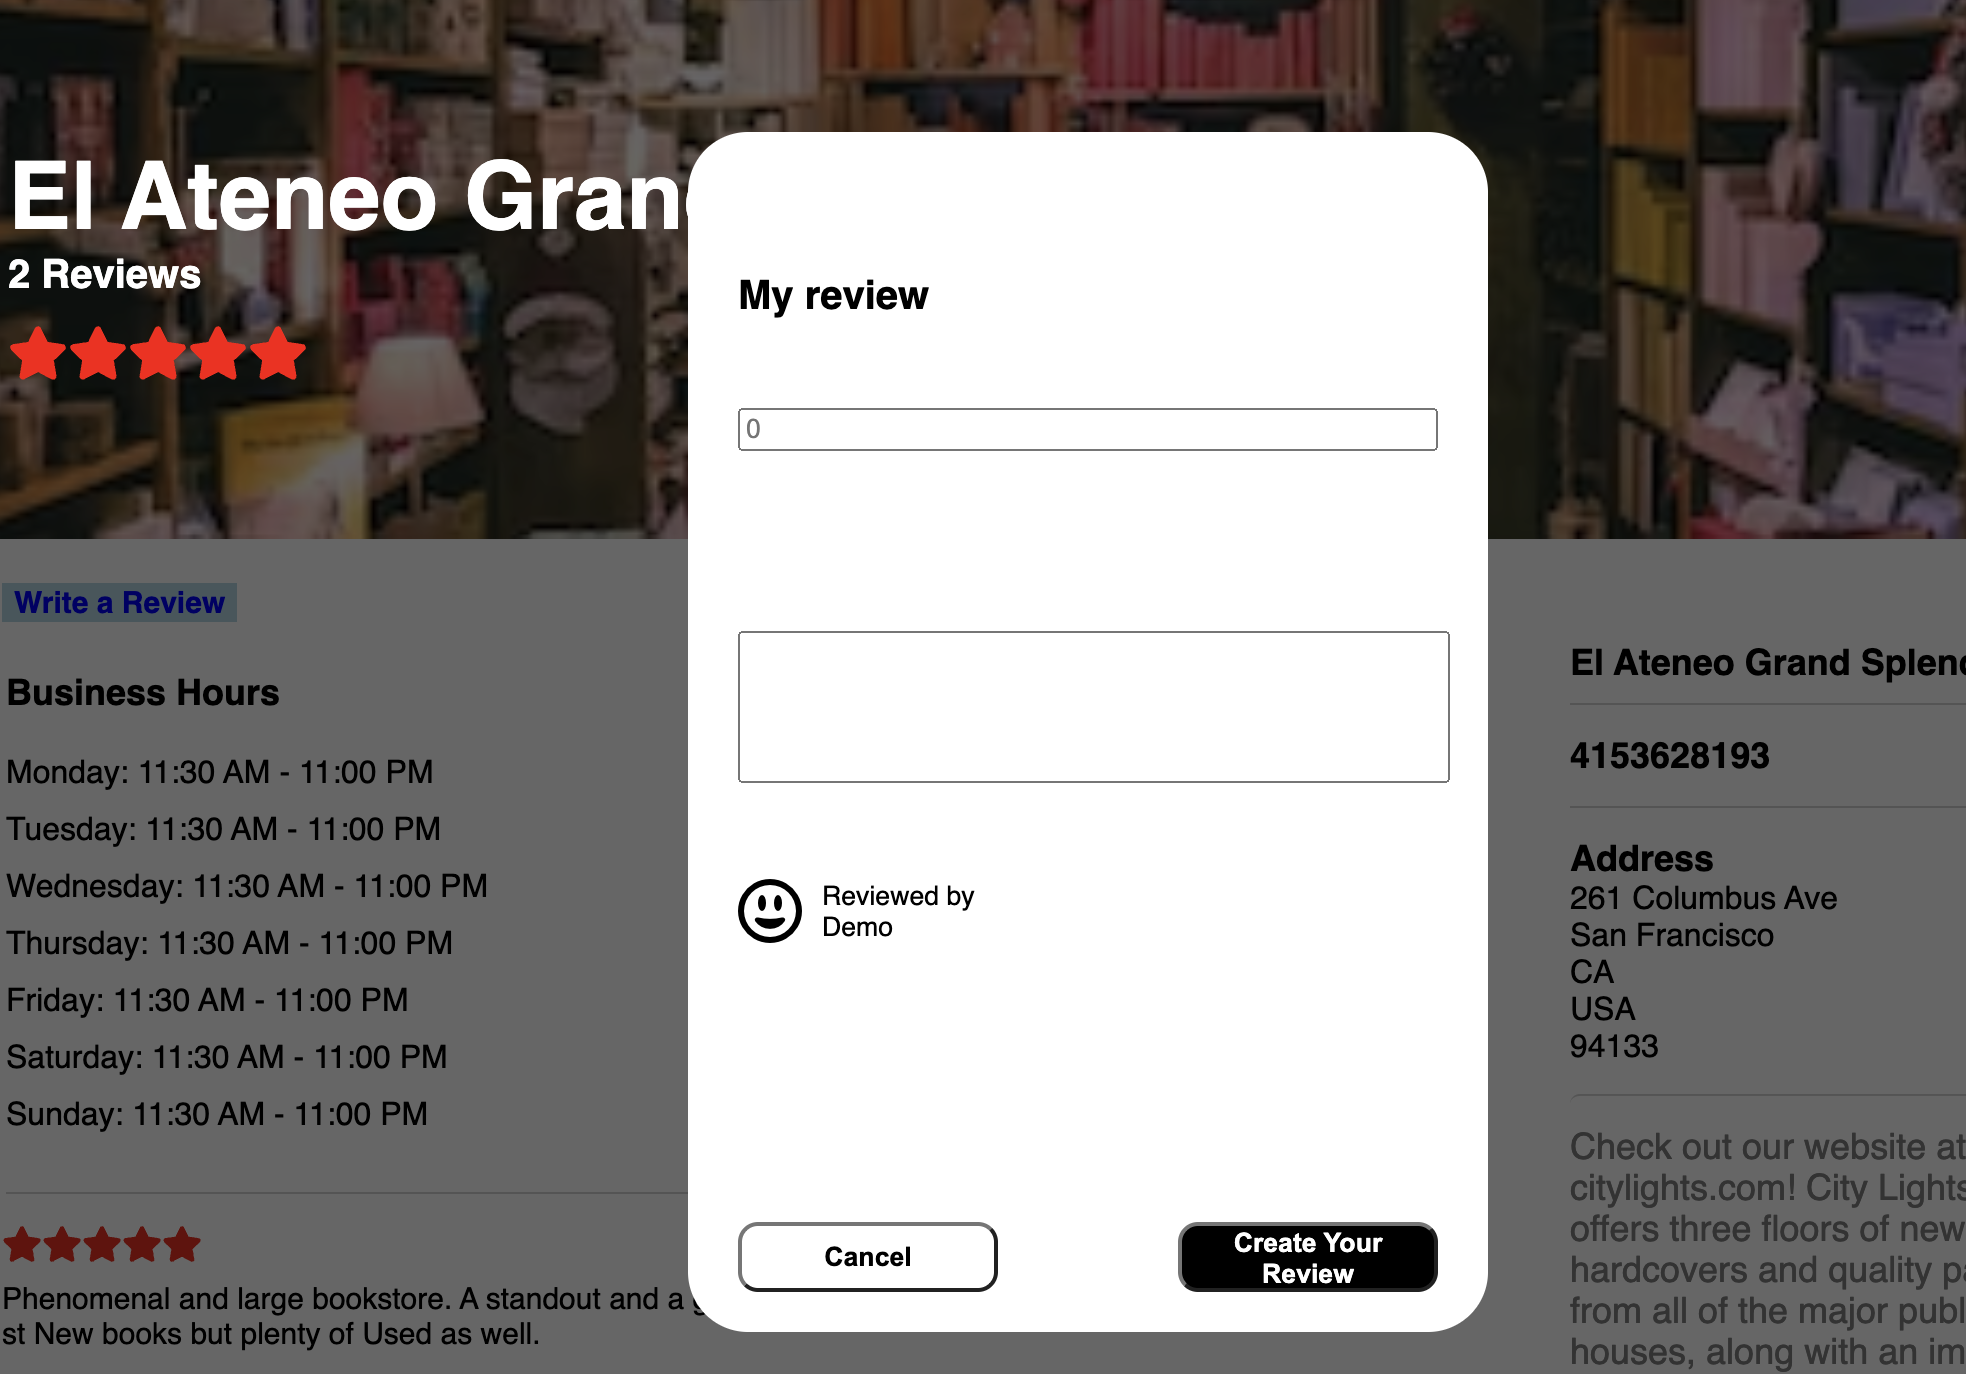 El Ateneo Gran
2 Reviews
Write a Review
Business Hours
Monday: 11:30 AM - 11:00 PM
Tuesday: 11:30 AM - 11:00 PM
Wednesday: 11:30 AM - 11:00 PM
Thursday: 11:30 AM - 11:00 PM
Friday: 11:30 AM - 11:00 PM
Saturday: 11:30 AM - 11:00 PM
Sunday: 11:30 AM - 11:00 PM
Phenomenal and large bookstore. A standout and a g
st New books but plenty of Used as well.
My review
0
Reviewed by
Demo
Cancel
Create Your
Review
El Ateneo Grand Splend
4153628193
Address
261 Columbus Ave
San Francisco
CA
USA
94133
Check out our website at
citylights.com! City Lights
offers three floors of new
hardcovers and quality pa
from all of the major publ
houses, along with an im